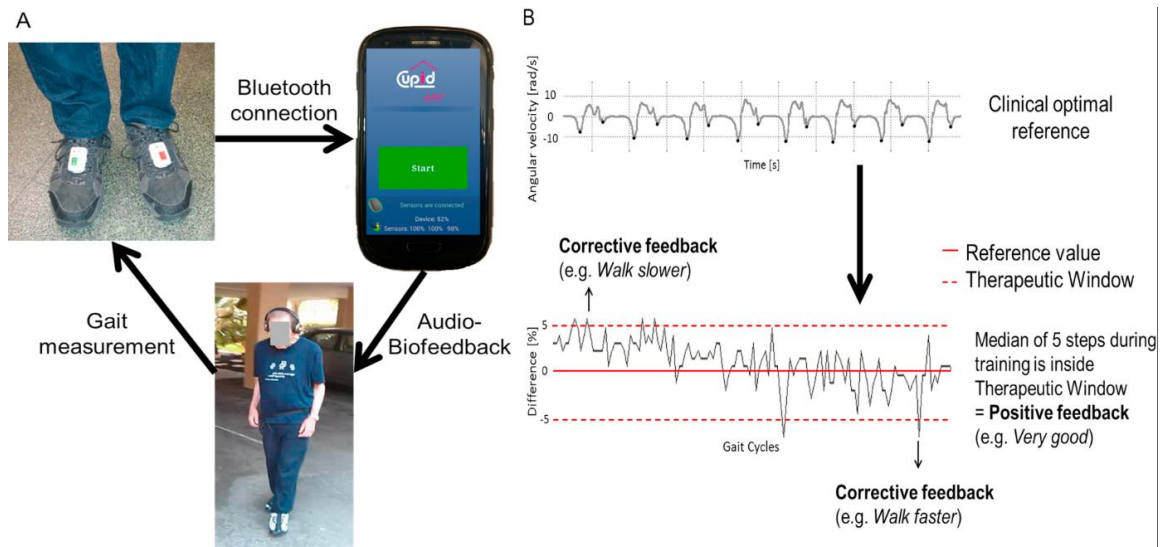 A
Bluetooth
connection
Cupid
Start
Sensors are connected
Device: 82%
Sensors: 100% 100% 98%
Gait
measurement
Audio-
Biofeedback
B
Angular velocity [rad/s]
10
0
-10
Time [s]
Clinical optimal
reference
Corrective feedback
(e.g. Walk slower)
Reference value
Therapeutic Window
Difference [%]
5
0
-5
Gait Cycles
Median of 5 steps during
training is inside
Therapeutic Window
= Positive feedback
(e.g. Very good)
Corrective feedback
(e.g. Walk faster)